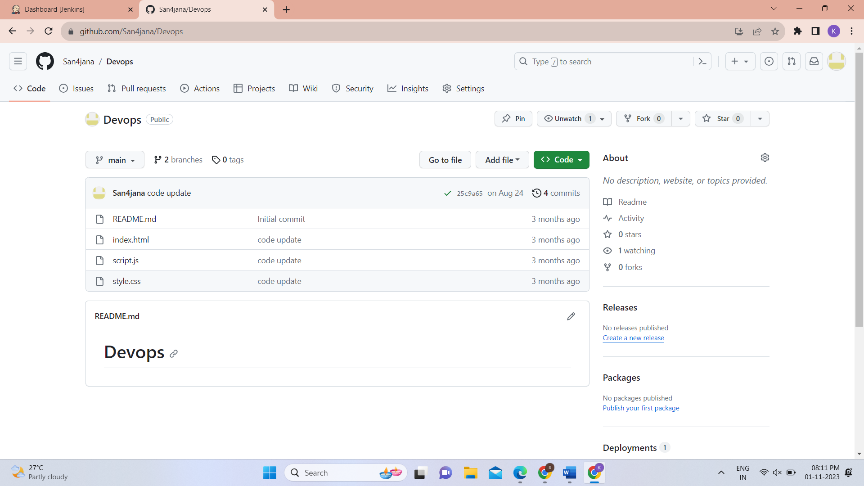 Dashboard [Jenkins]
San4jana/Devops
github.com/San4jana/Devops
San4jana / Devops
Type / to search
Code
Issues
Pull requests
Actions
Projects
Wiki
Security
Insights
Settings
Devops Public
Pin
Unwatch 1
Fork 0
Star 0
main
2 branches
0 tags
Go to file
Add file
Code
San4jana code update
25c9a65 on Aug 24
4 commits
README.md Initial commit 3 months ago
index.html code update 3 months ago
script.js code update 3 months ago
style.css code update 3 months ago
README.md
Devops
About
No description, website, or topics provided.
Readme
Activity
0 stars
1 watching
0 forks
Releases
No releases published
Create a new release
Packages
No packages published
Publish your first package
Deployments 1
27°C
Partly cloudy
Search
ENG
IN
08:11 PM
01-11-2023